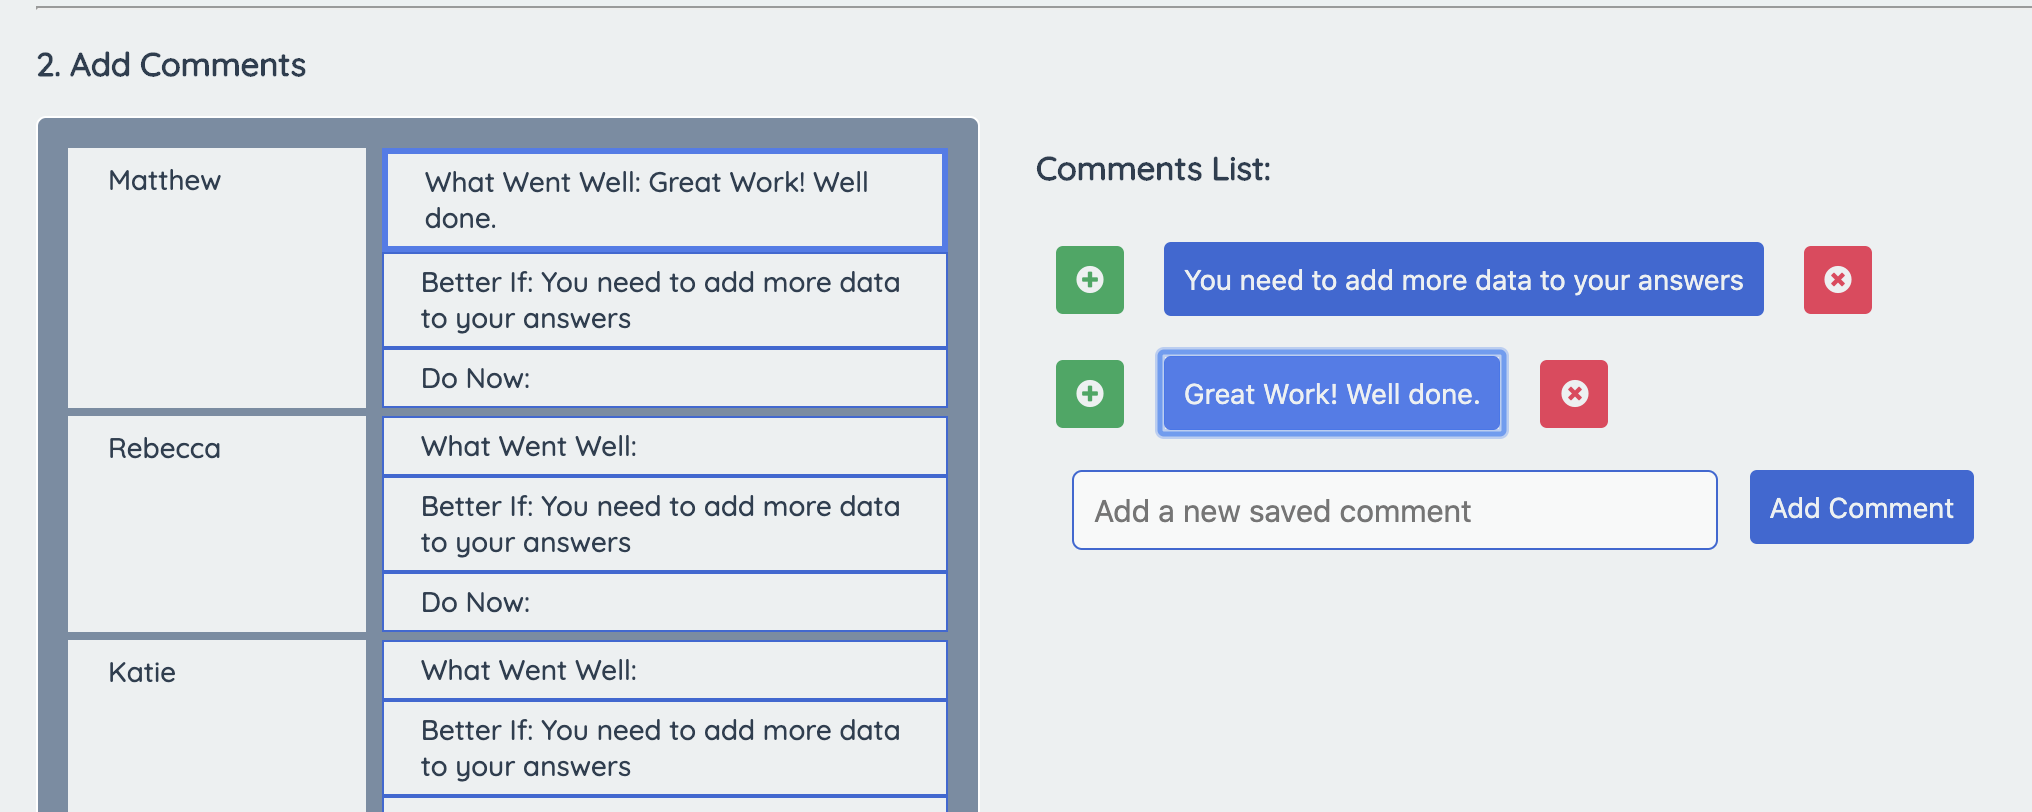 2. Add Comments
Matthew
What Went Well: Great Work! Well
done.
Better If: You need to add more data
to your answers
Do Now:
Rebecca
What Went Well:
Better If: You need to add more data
to your answers
Do Now:
Katie
What Went Well:
Better If: You need to add more data
to your answers
Comments List:
You need to add more data to your answers
Great Work! Well done.
Add a new saved comment
Add Comment